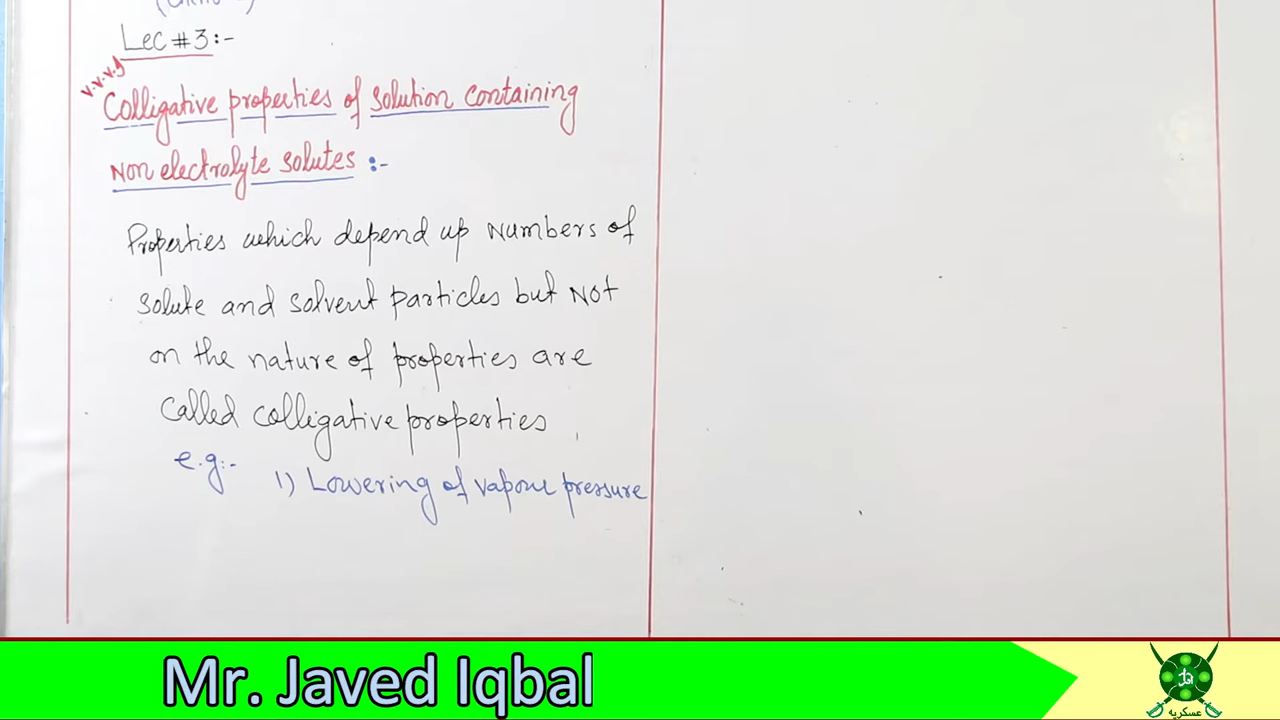 Lec # 3:-
v.v.v.I
Colligative properties of solution containing
Non electrolyte solutes :-
Properties which depend up Numbers of
solute and solvent particles but Not
on the nature of properties are
called colligative properties
e.g:-
1) Lowering of vapour pressure
Mr. Javed Iqbal
عسکریہ